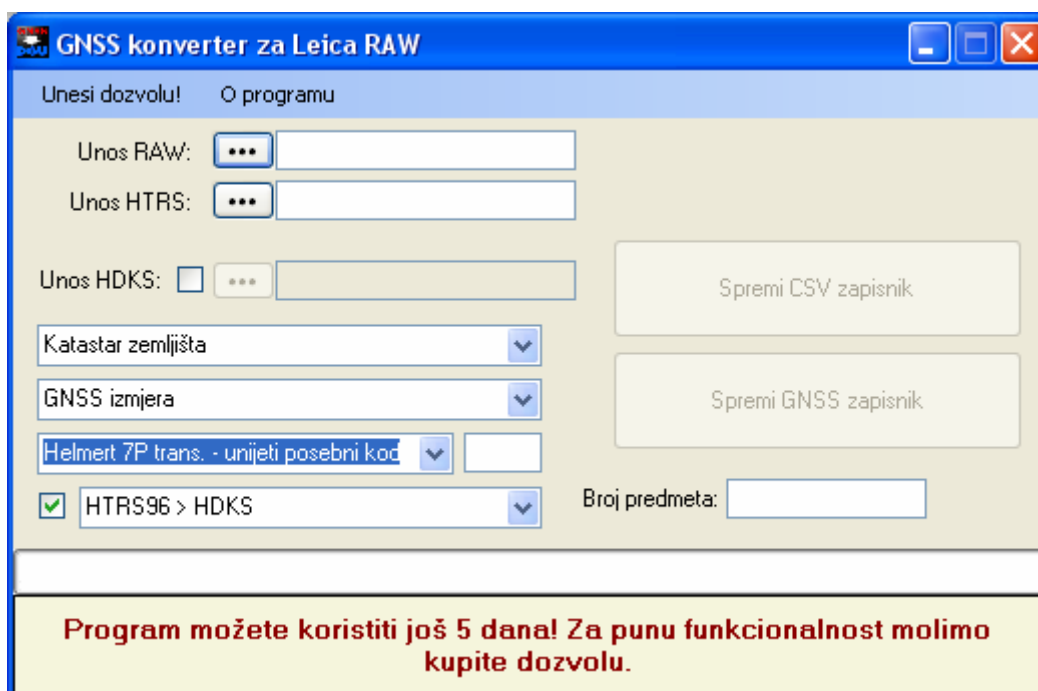 GNSS konverter za Leica RAW
Unesi dozvolu! O programu
Unos RAW:
Unos HTRS:
Unos HDKS:
Spremi CSV zapisnik
Katastar zemljišta
GNSS izmjera
Spremi GNSS zapisnik
Helmert 7P trans. - unijeti posebni kod
HTRS96 > HDKS
Broj predmeta:
Program možete koristiti još 5 dana! Za punu funkcionalnost molimo
kupite dozvolu.